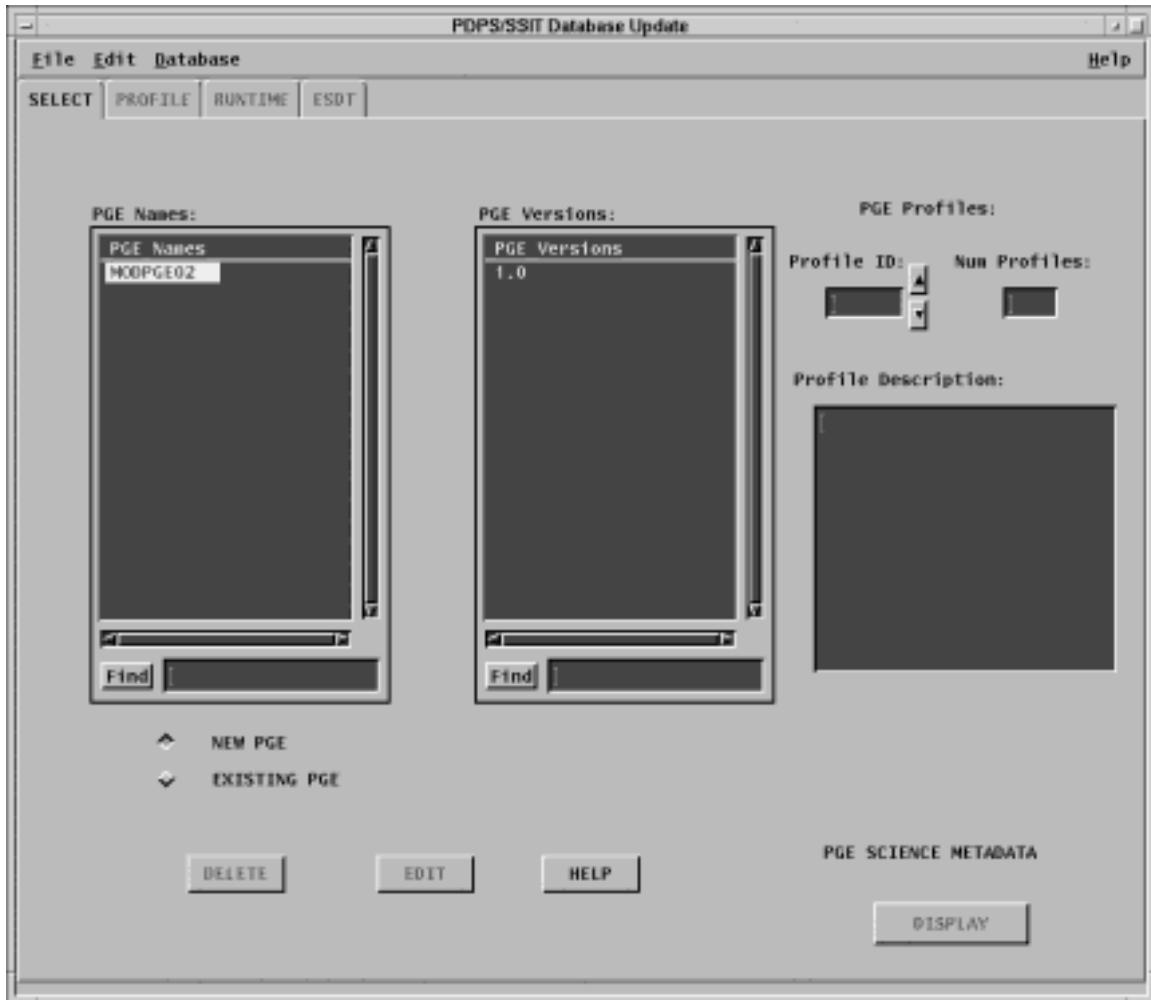 PDPS/SSIT Database Update
File Edit Database Help
SELECT PROFILE RUNTIME ESDT
PGE Names:
PGE Names
MODPGE02
Find
NEW PGE
EXISTING PGE
PGE Versions:
PGE Versions
1.0
Find
PGE Profiles:
Profile ID: Num Profiles:
Profile Description:
DELETE EDIT HELP
PGE SCIENCE METADATA
DISPLAY